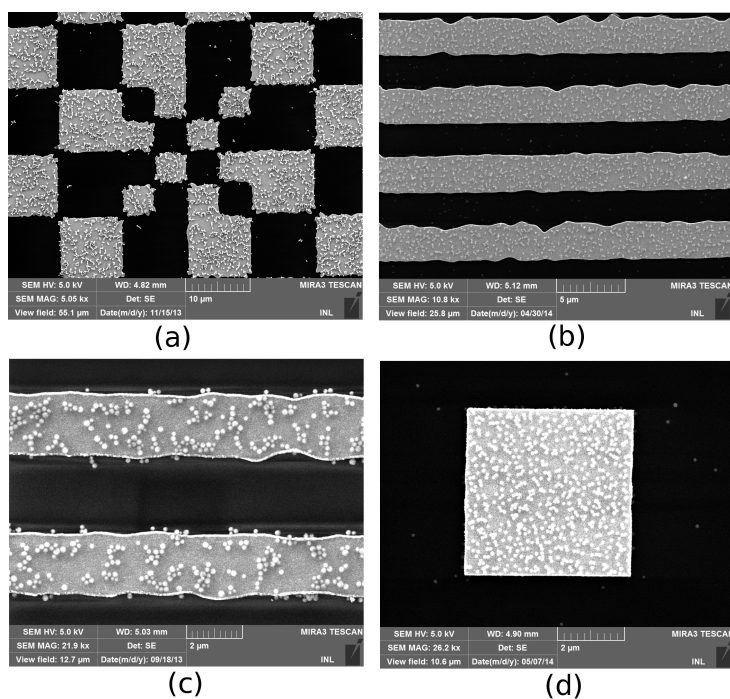 SEM HV: 5.0 kV WD: 4.82 mm MIRA3 TESCAN
SEM MAG: 5.05 kx Det: SE 10 µm
View field: 55.1 µm Date(m/d/y): 11/15/13 INL
(a)
SEM HV: 5.0 kV WD: 5.12 mm MIRA3 TESCAN
SEM MAG: 10.8 kx Det: SE 5 µm
View field: 25.8 µm Date(m/d/y): 04/30/14 INL
(b)
SEM HV: 5.0 kV WD: 5.03 mm MIRA3 TESCAN
SEM MAG: 21.9 kx Det: SE 2 µm
View field: 12.7 µm Date(m/d/y): 09/18/13 INL
(c)
SEM HV: 5.0 kV WD: 4.90 mm MIRA3 TESCAN
SEM MAG: 26.2 kx Det: SE 2 µm
View field: 10.6 µm Date(m/d/y): 05/07/14 INL
(d)